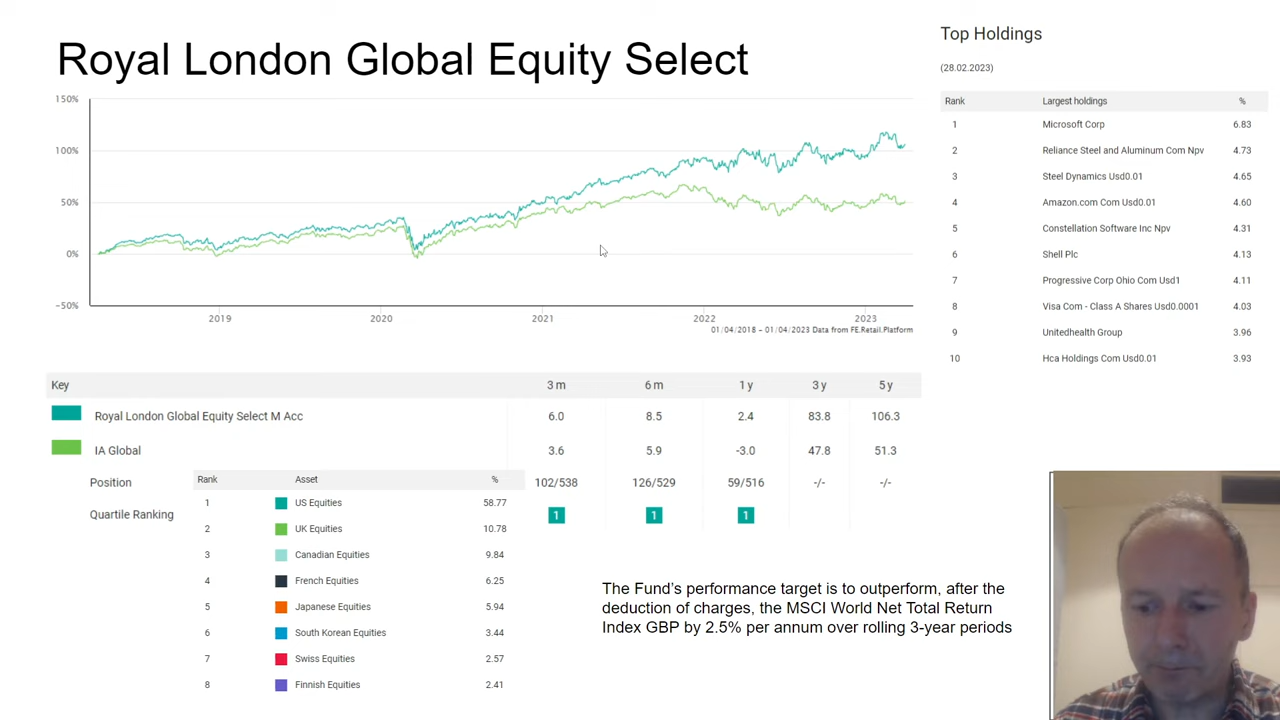 Royal London Global Equity Select
150%
100%
50%
0%
-50%
2019 2020 2021 2022 2023
01/04/2018 - 01/04/2023 Data from FE.Retail.Platform
Top Holdings
(28.02.2023)
Rank Largest holdings %
1 Microsoft Corp 6.83
2 Reliance Steel and Aluminum Com Npv 4.73
3 Steel Dynamics Usd0.01 4.65
4 Amazon.com Com Usd0.01 4.60
5 Constellation Software Inc Npv 4.31
6 Shell Plc 4.13
7 Progressive Corp Ohio Com Usd1 4.11
8 Visa Com - Class A Shares Usd0.0001 4.03
9 Unitedhealth Group 3.96
10 Hca Holdings Com Usd0.01 3.93
Key 3 m 6 m 1 y 3 y 5 y
Royal London Global Equity Select M Acc 6.0 8.5 2.4 83.8 106.3
IA Global 3.6 5.9 -3.0 47.8 51.3
Position 102/538 126/529 59/516 -/- -/-
Quartile Ranking 1 1 1
Rank Asset %
1 US Equities 58.77
2 UK Equities 10.78
3 Canadian Equities 9.84
4 French Equities 6.25
5 Japanese Equities 5.94
6 South Korean Equities 3.44
7 Swiss Equities 2.57
8 Finnish Equities 2.41
The Fund's performance target is to outperform, after the
deduction of charges, the MSCI World Net Total Return
Index GBP by 2.5% per annum over rolling 3-year periods